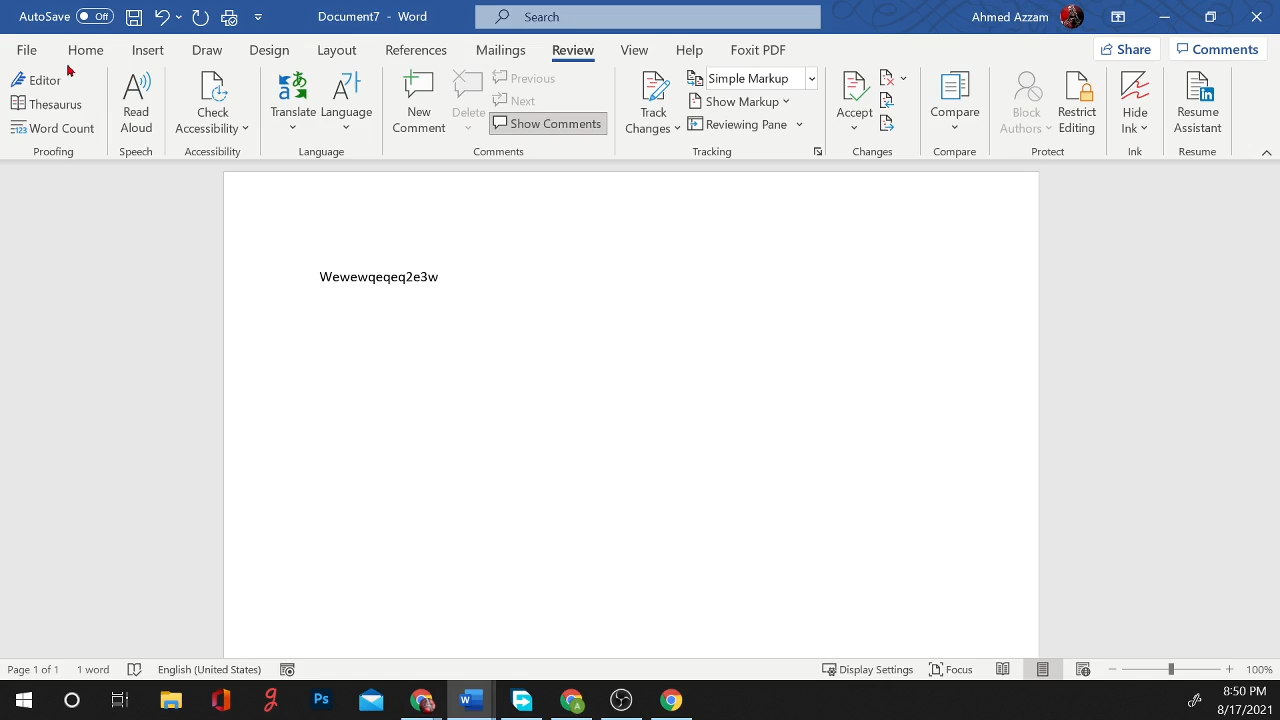 AutoSave Off Document7 - Word Search Ahmed Azzam
File Home Insert Draw Design Layout References Mailings Review View Help Foxit PDF Share Comments
Editor
Thesaurus
Word Count
Proofing
Read
Aloud
Speech
Check
Accessibility
Accessibility
Translate Language
Language
New
Comment
Delete
Previous
Next
Show Comments
Comments
Track
Changes
Simple Markup
Show Markup
Reviewing Pane
Tracking
Accept
Changes
Compare
Compare
Block
Authors
Restrict
Editing
Protect
Hide
Ink
Ink
Resume
Assistant
Resume
Wewewqeqeq2e3w
Page 1 of 1 1 word English (United States) Display Settings Focus 100%
8:50 PM
8/17/2021